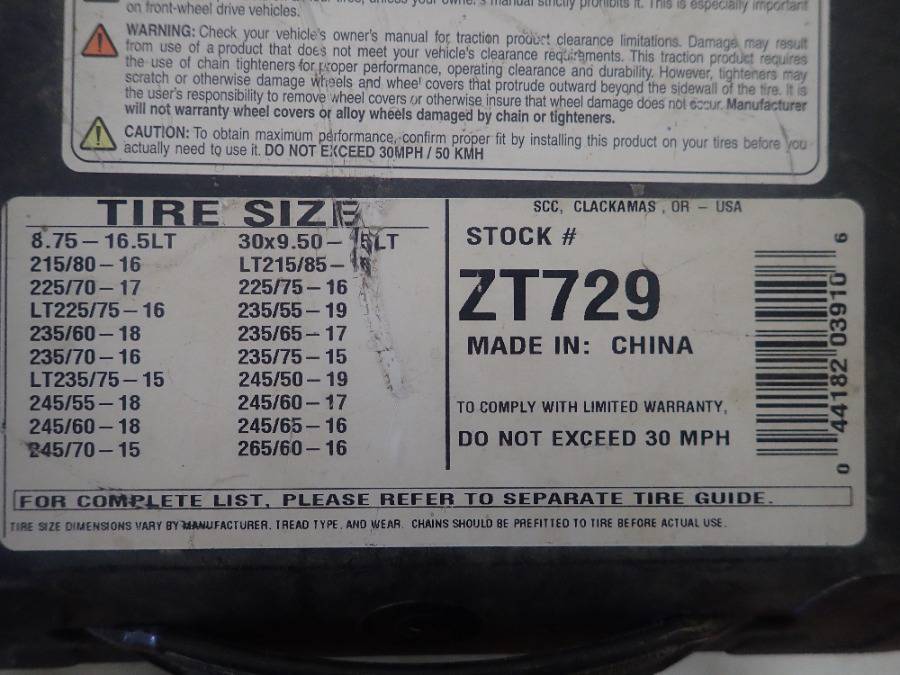 on front-wheel drive vehicles.
manual strictly prohibits it. This is especially important
WARNING: Check your vehicle's owner's manual for traction product clearance limitations. Damage may result
from use of a product that does not meet your vehicle's clearance requirements. This traction product requires
the use of chain tighteners for proper performance, operating clearance and durability. However, tighteners may
scratch or otherwise damage wheels and wheel covers that protrude outward beyond the sidewall of the tire. It is
the user's responsibility to remove wheel covers or otherwise insure that wheel damage does not occur. Manufacturer
will not warranty wheel covers or alloy wheels damaged by chain or tighteners.
CAUTION: To obtain maximum performance, confirm proper fit by installing this product on your tires before you
actually need to use it. DO NOT EXCEED 30MPH / 50 KMH
TIRE SIZE
8.75 – 16.5LT
215/80 – 16
225/70 – 17
LT225/75 – 16
235/60 – 18
235/70 – 16
LT235/75 – 15
245/55 – 18
245/60 – 18
245/70 – 15
30x9.50 – 15LT
LT215/85 –
225/75 – 16
235/55 – 19
235/65 – 17
235/75 – 15
245/50 – 19
245/60 – 17
245/65 – 16
265/60 – 16
SCC, CLACKAMAS, OR – USA
STOCK #
ZT729
MADE IN: CHINA
TO COMPLY WITH LIMITED WARRANTY,
DO NOT EXCEED 30 MPH
0 44182 03910 6
FOR COMPLETE LIST, PLEASE REFER TO SEPARATE TIRE GUIDE.
TIRE SIZE DIMENSIONS VARY BY MANUFACTURER, TREAD TYPE, AND WEAR. CHAINS SHOULD BE PREFITTED TO TIRE BEFORE ACTUAL USE.